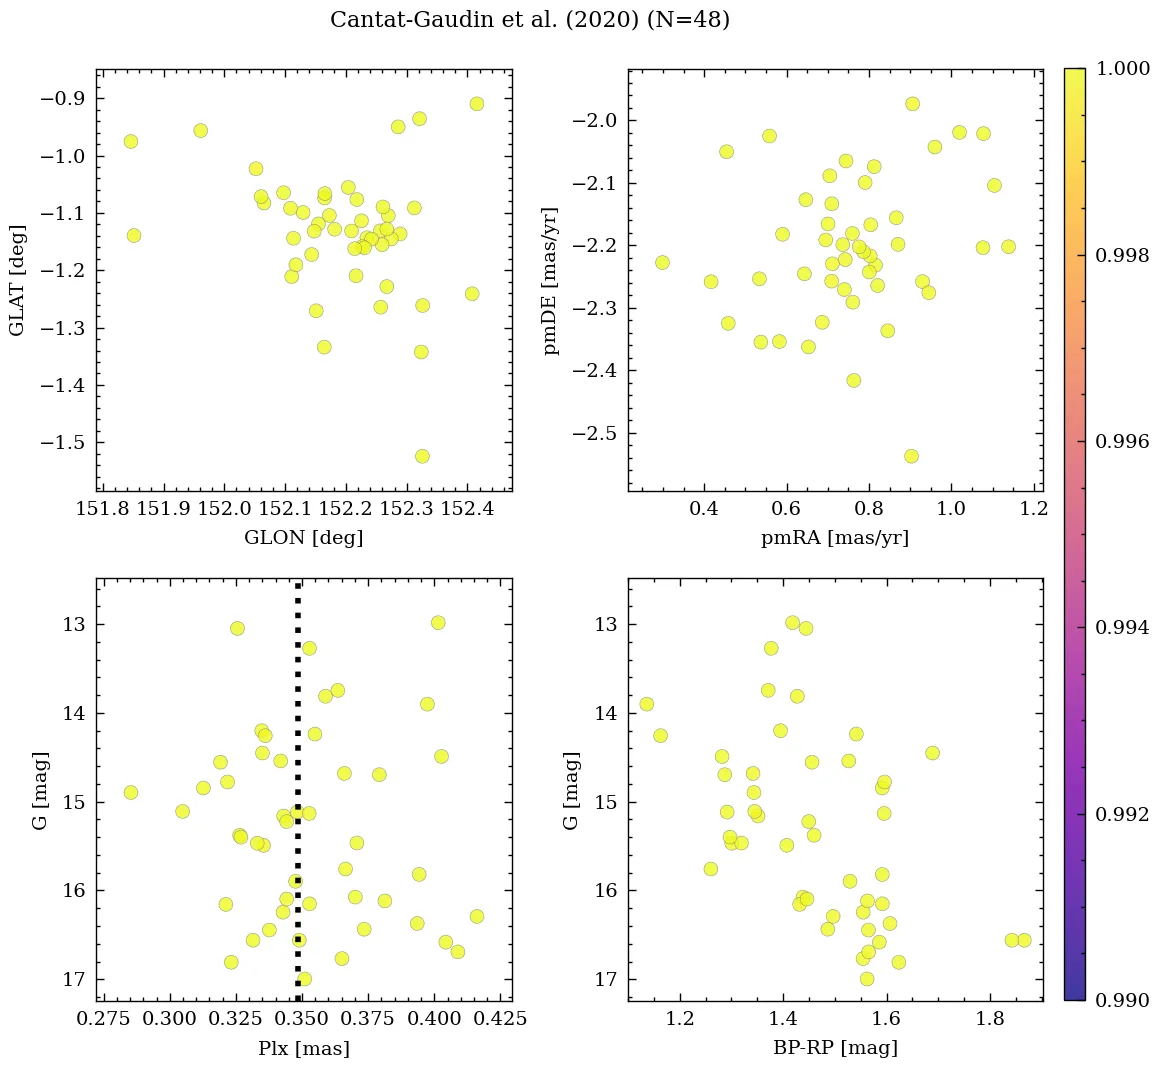 Cantat-Gaudin et al. (2020) (N=48)
−0.9
−1.0
−1.1
−1.2
−1.3
−1.4
−1.5
GLAT [deg]
151.8 151.9 152.0 152.1 152.2 152.3 152.4
GLON [deg]
−2.0
−2.1
−2.2
−2.3
−2.4
−2.5
pmDE [mas/yr]
0.4 0.6 0.8 1.0 1.2
pmRA [mas/yr]
13
14
15
16
17
G [mag]
0.275 0.300 0.325 0.350 0.375 0.400 0.425
Plx [mas]
13
14
15
16
17
G [mag]
1.2 1.4 1.6 1.8
BP-RP [mag]
1.000
0.998
0.996
0.994
0.992
0.990